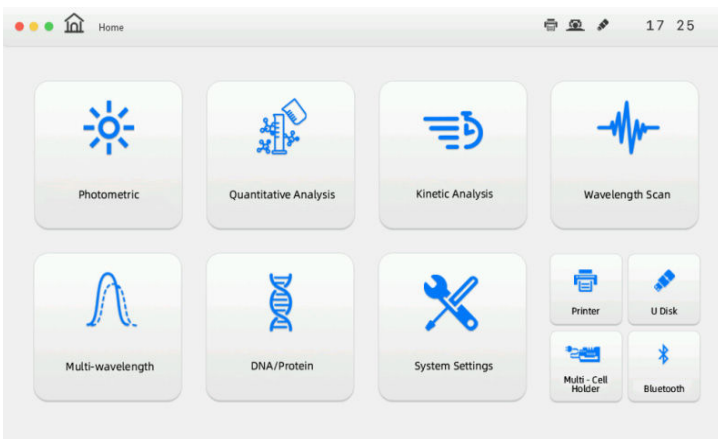 Home
17 25
Photometric
Quantitative Analysis
Kinetic Analysis
Wavelength Scan
Multi-wavelength
DNA/Protein
System Settings
Printer
U Disk
Multi - Cell
Holder
Bluetooth